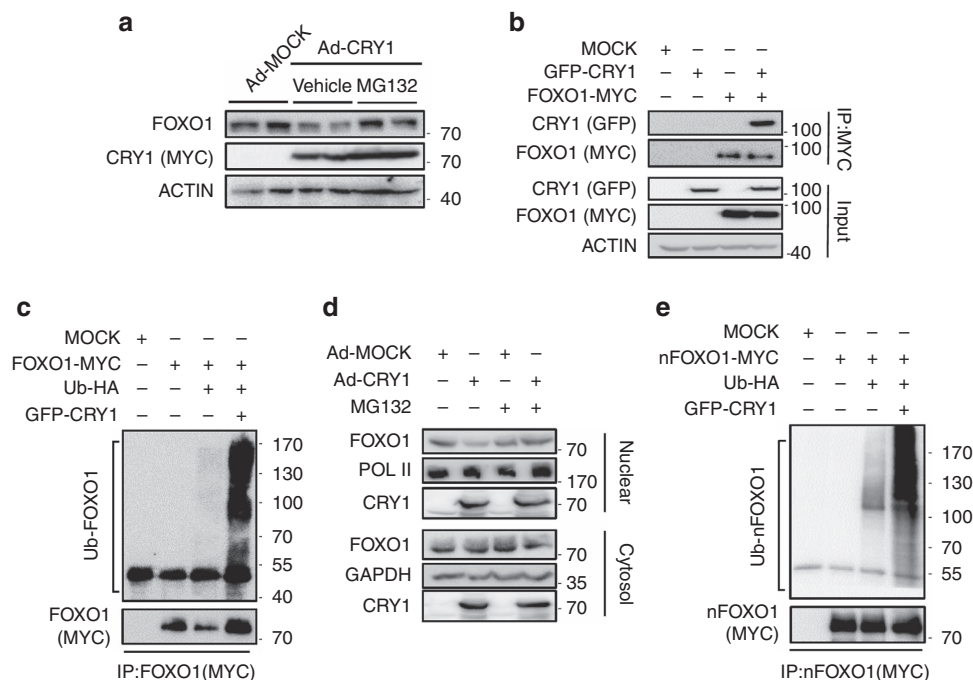 a
Ad-MOCK
Ad-CRY1
Vehicle MG132
FOXO1
70
CRY1 (MYC)
70
ACTIN
40
b
MOCK + – – –
GFP-CRY1 – + – +
FOXO1-MYC – – + +
CRY1 (GFP)
100
FOXO1 (MYC)
100
IP:MYC
CRY1 (GFP)
100
FOXO1 (MYC)
100
ACTIN
-40
Input
c
MOCK + – – –
FOXO1-MYC – + + +
Ub-HA – – + +
GFP-CRY1 – – – +
Ub-FOXO1
170
130
100
70
55
40
FOXO1
(MYC)
70
IP:FOXO1(MYC)
d
Ad-MOCK + – + –
Ad-CRY1 – + – +
MG132 – – + +
FOXO1
70
POL II
170
CRY1
70
Nuclear
FOXO1
70
GAPDH
35
CRY1
70
Cytosol
e
MOCK + – – –
nFOXO1-MYC – + + +
Ub-HA – – + +
GFP-CRY1 – – – +
Ub-nFOXO1
170
130
100
70
55
nFOXO1
(MYC)
70
IP:nFOXO1(MYC)